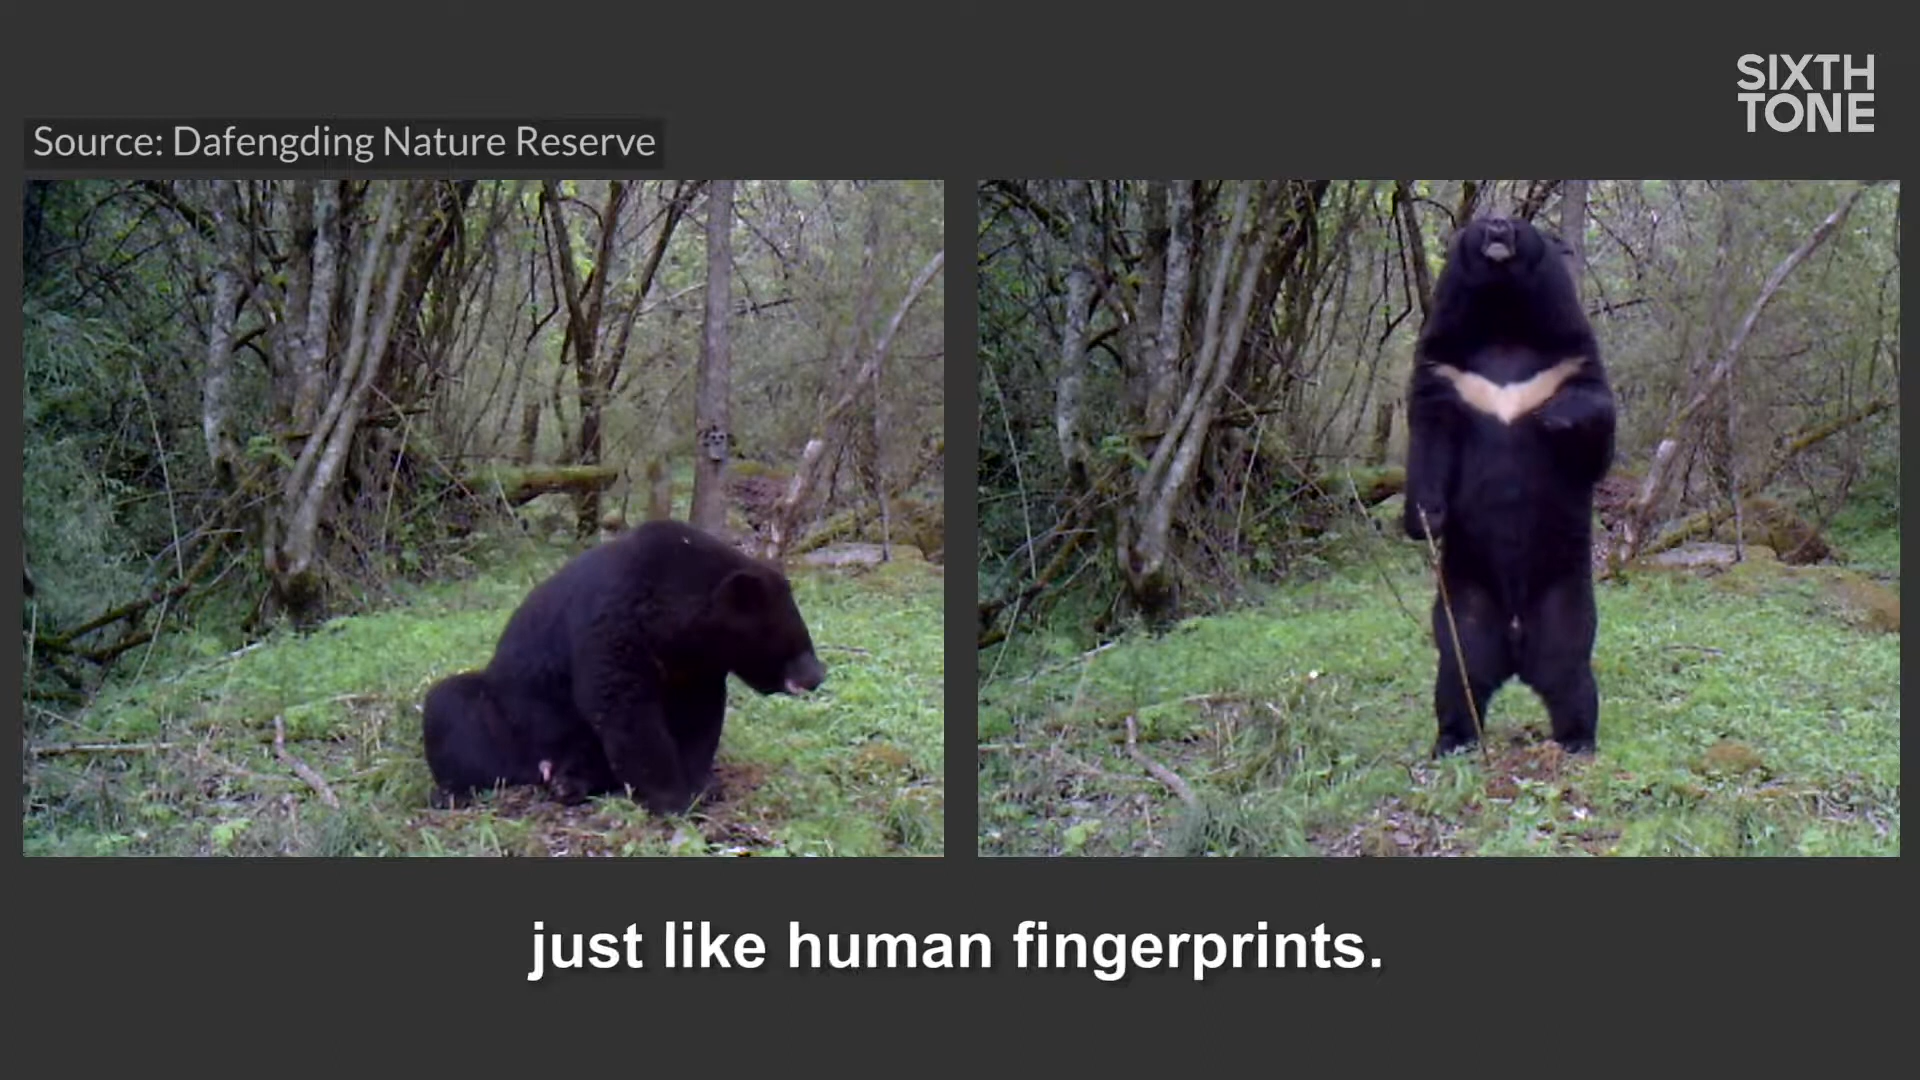 SIXTH
TONE
Source: Dafengding Nature Reserve
just like human fingerprints.